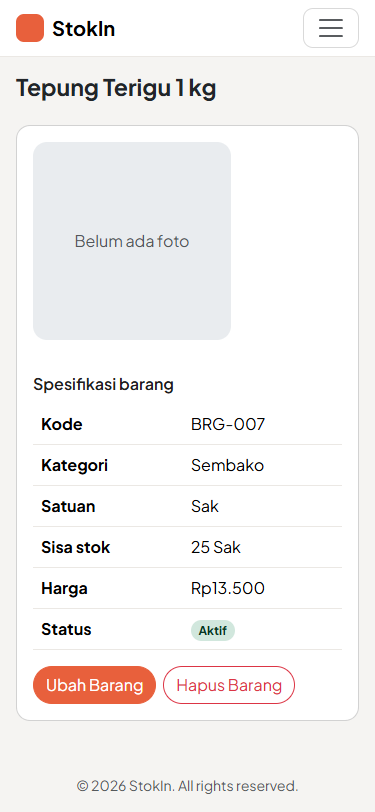 StokIn
Tepung Terigu 1 kg
Belum ada foto
Spesifikasi barang
Kode BRG-007
Kategori Sembako
Satuan Sak
Sisa stok 25 Sak
Harga Rp13.500
Status Aktif
Ubah Barang Hapus Barang
© 2026 StokIn. All rights reserved.